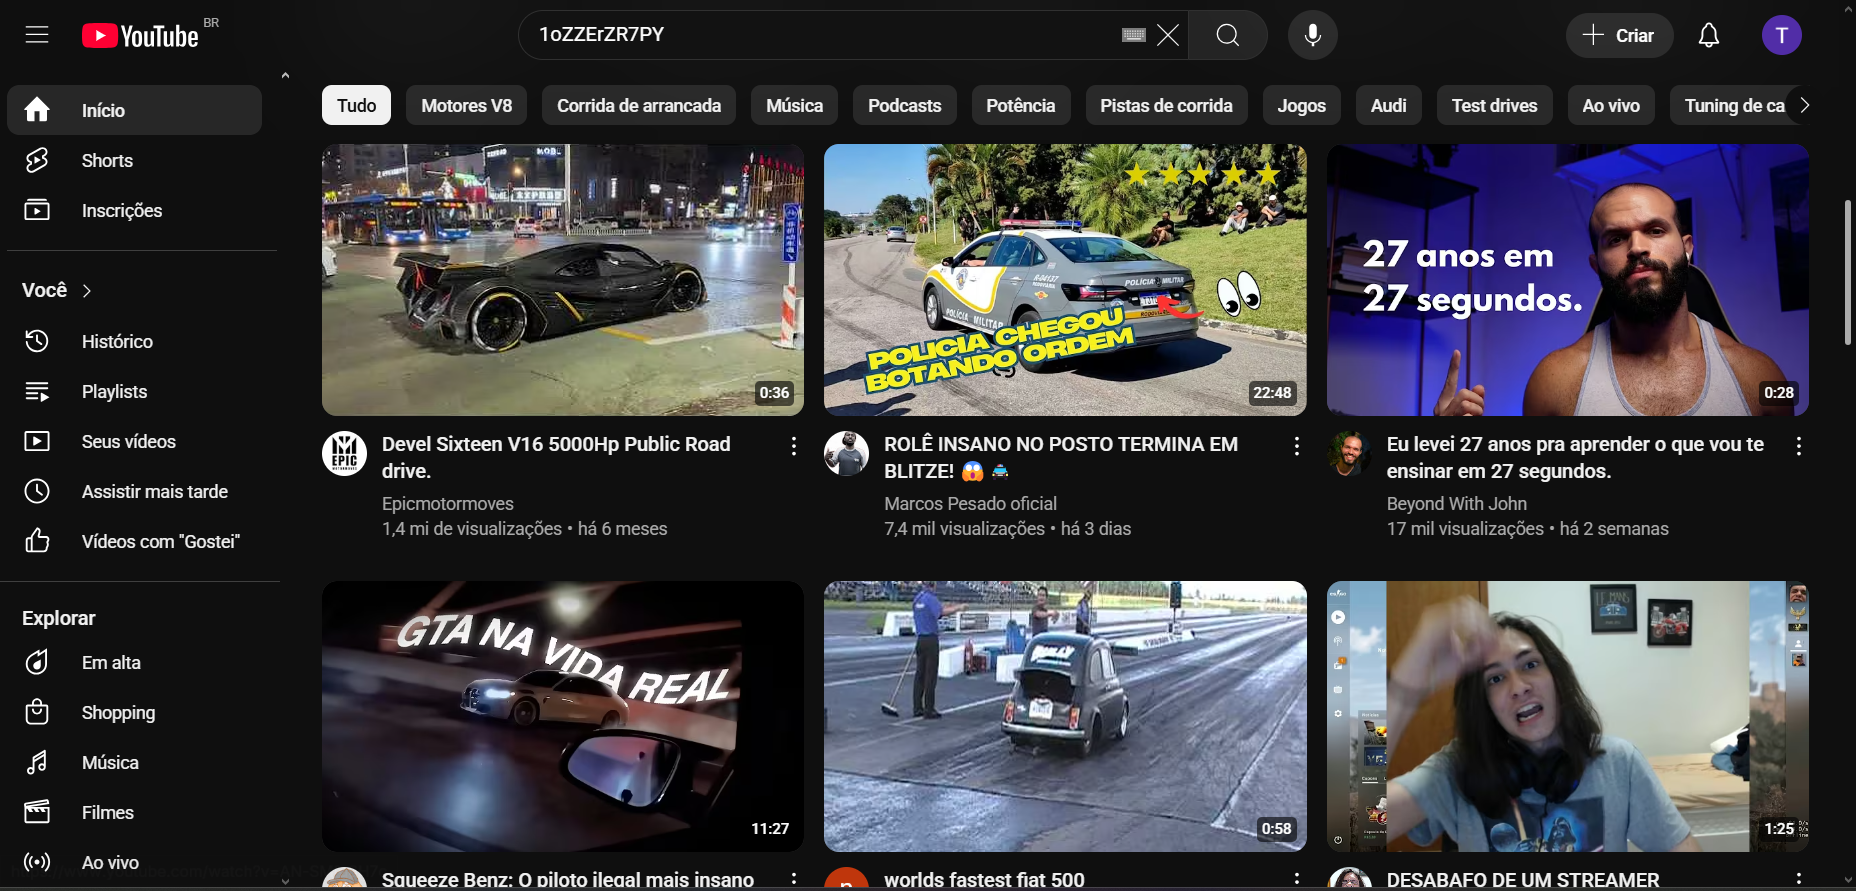 YouTube BR
1oZZErZR7PY
Criar
T
Início
Shorts
Inscrições
Você
Histórico
Playlists
Seus vídeos
Assistir mais tarde
Vídeos com "Gostei"
Explorar
Em alta
Shopping
Música
Filmes
Ao vivo
Tudo
Motores V8
Corrida de arrancada
Música
Podcasts
Potência
Pistas de corrida
Jogos
Audi
Test drives
Ao vivo
Tuning de ca
0:36
POLÍCIA MILITAR
POLÍCIA MILITAR
POLICIA CHEGOU
BOTANDO ORDEM
22:48
27 anos em
27 segundos.
0:28
EPIC
Devel Sixteen V16 5000Hp Public Road
drive.
Epicmotormoves
1,4 mi de visualizações • há 6 meses
ROLÊ INSANO NO POSTO TERMINA EM
BLITZE! 😱 🚔
Marcos Pesado oficial
7,4 mil visualizações • há 3 dias
Eu levei 27 anos pra aprender o que vou te
ensinar em 27 segundos.
Beyond With John
17 mil visualizações • há 2 semanas
GTA NA VIDA REAL
11:27
0:58
1:25
Squeeze Benz: O piloto ilegal mais insano
n
worlds fastest fiat 500
DESABAFO DE UM STREAMER